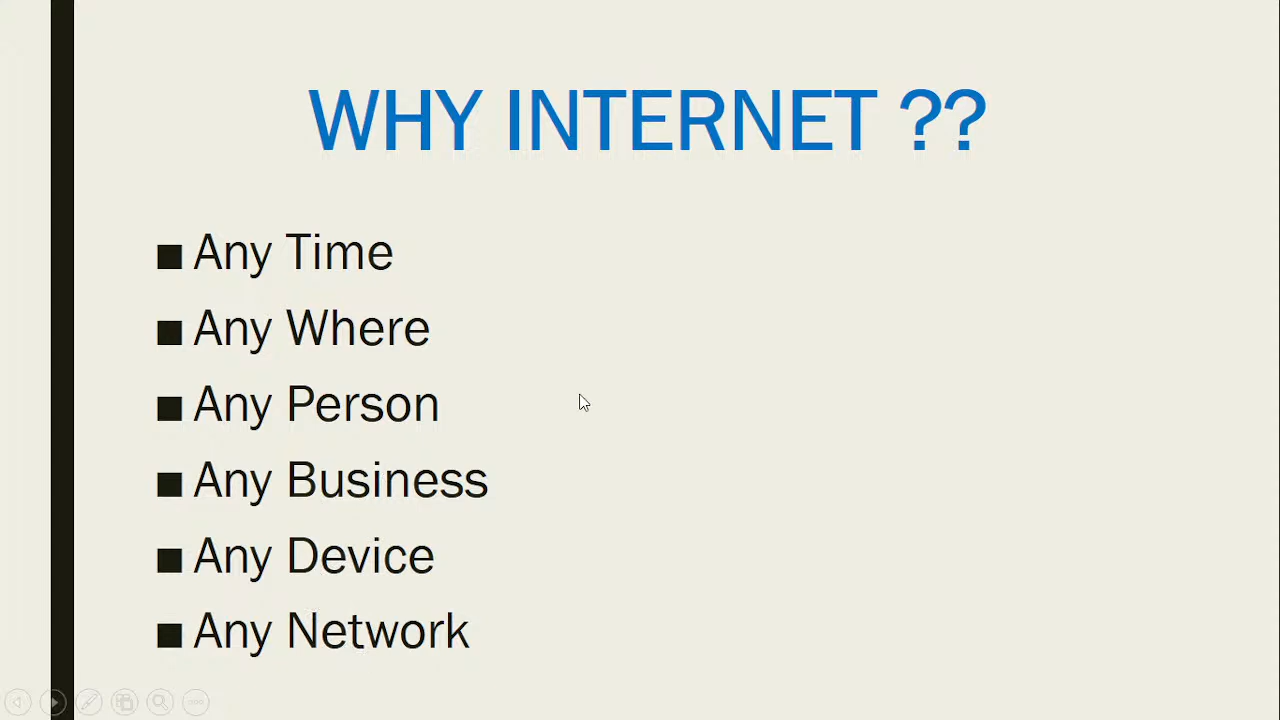 WHY INTERNET ??
Any Time
Any Where
Any Person
Any Business
Any Device
Any Network